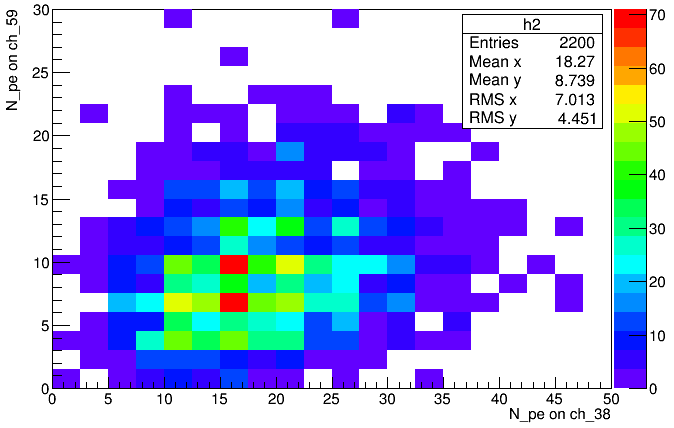 N_pe on ch_59
30
25
20
15
10
5
0
0 5 10 15 20 25 30 35 40 45 50
N_pe on ch_38
h2
Entries 2200
Mean x 18.27
Mean y 8.739
RMS x 7.013
RMS y 4.451
70
60
50
40
30
20
10
0